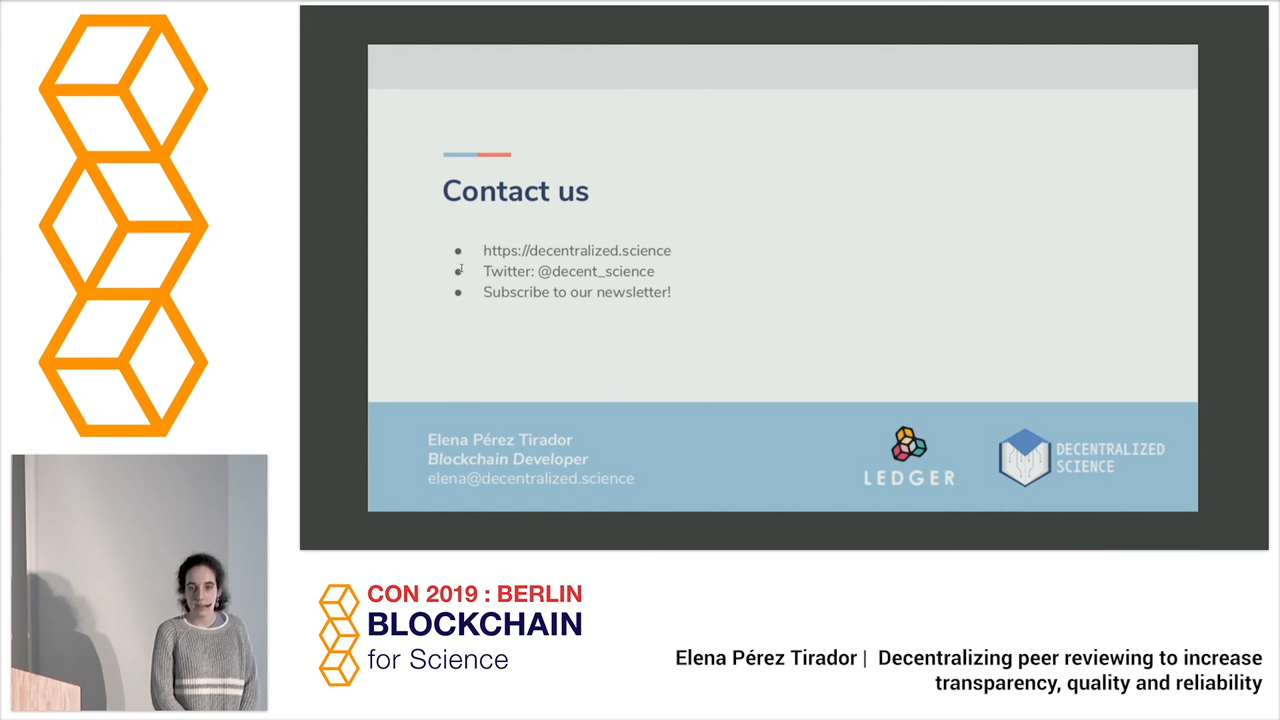 Contact us
https://decentralized.science
Twitter: @decent_science
Subscribe to our newsletter!
Elena Pérez Tirador
Blockchain Developer
elena@decentralized.science
LEDGER
DECENTRALIZED
SCIENCE
CON 2019 : BERLIN
BLOCKCHAIN
for Science
Elena Pérez Tirador | Decentralizing peer reviewing to increase
transparency, quality and reliability